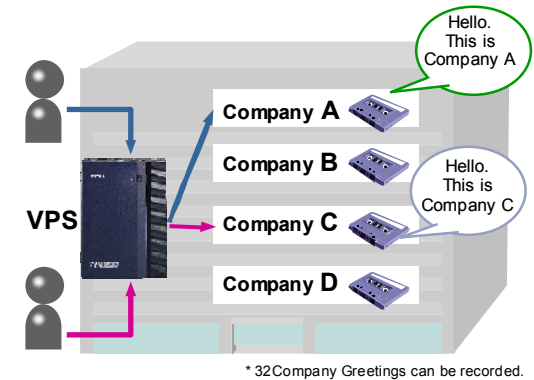 Hello.
This is
Company A
Company A
Company B
Hello.
This is
Company C
VPS
Company C
Company D
* 32Company Greetings can be recorded.